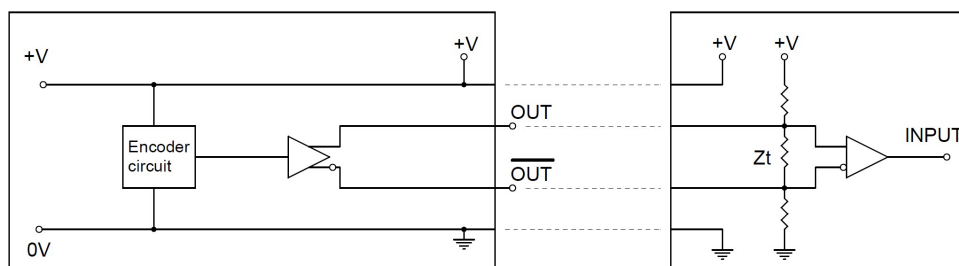 +V
+V
+V
+V
OUT
Encoder
circuit
INPUT
Zt
OUT
0V